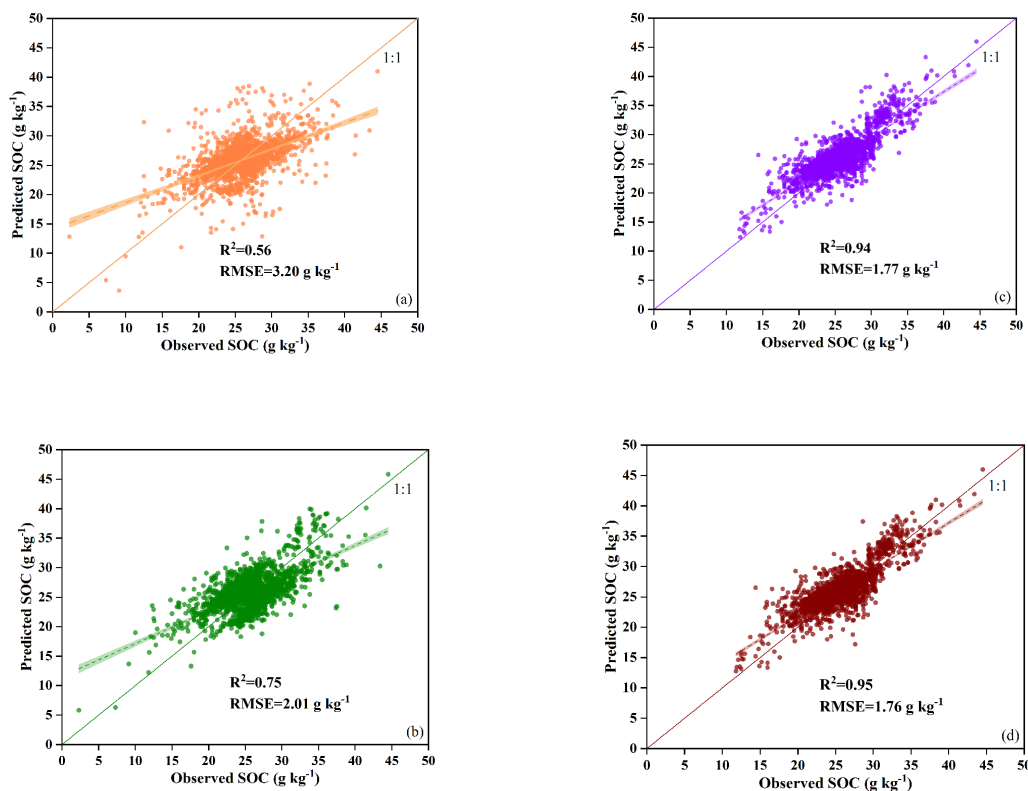 50
45
40
35
30
25
20
15
10
5
0
Predicted SOC (g kg⁻¹)
1:1
R²=0.56
RMSE=3.20 g kg⁻¹
(a)
0 5 10 15 20 25 30 35 40 45 50
Observed SOC (g kg⁻¹)
50
45
40
35
30
25
20
15
10
5
0
Predicted SOC (g kg⁻¹)
1:1
R²=0.94
RMSE=1.77 g kg⁻¹
(c)
0 5 10 15 20 25 30 35 40 45 50
Observed SOC (g kg⁻¹)
50
45
40
35
30
25
20
15
10
5
0
Predicted SOC (g kg⁻¹)
1:1
R²=0.75
RMSE=2.01 g kg⁻¹
(b)
0 5 10 15 20 25 30 35 40 45 50
Observed SOC (g kg⁻¹)
50
45
40
35
30
25
20
15
10
5
0
Predicted SOC (g kg⁻¹)
1:1
R²=0.95
RMSE=1.76 g kg⁻¹
(d)
0 5 10 15 20 25 30 35 40 45 50
Observed SOC (g kg⁻¹)